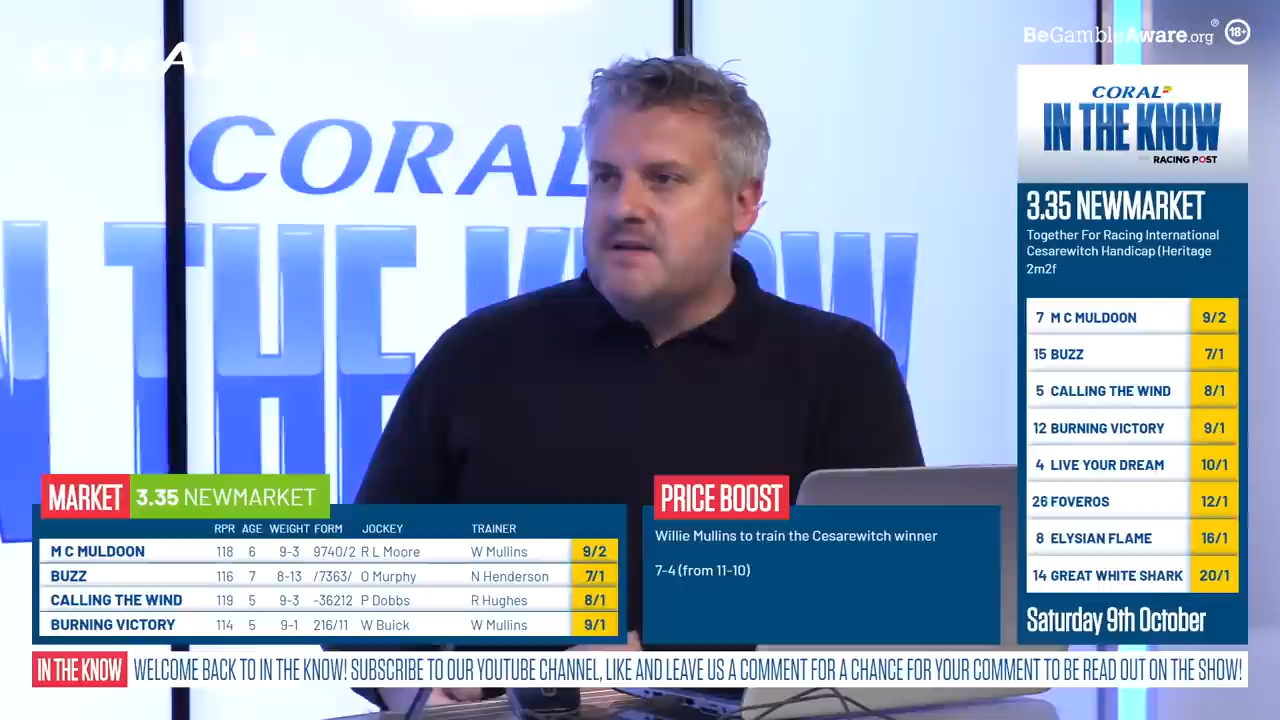 CORAL
BeGambleAware.org® 18+
CORAL
IN THE KNOW
CORAL
IN THE KNOW
RACING POST
3.35 NEWMARKET
Together For Racing International
Cesarewitch Handicap (Heritage
2m2f
7 M C MULDOON 9/2
15 BUZZ 7/1
5 CALLING THE WIND 8/1
12 BURNING VICTORY 9/1
4 LIVE YOUR DREAM 10/1
26 FOVEROS 12/1
8 ELYSIAN FLAME 16/1
14 GREAT WHITE SHARK 20/1
Saturday 9th October
MARKET 3.35 NEWMARKET
RPR AGE WEIGHT FORM JOCKEY TRAINER
M C MULDOON 118 6 9-3 9740/2 R L Moore W Mullins 9/2
BUZZ 116 7 8-13 /7363/ O Murphy N Henderson 7/1
CALLING THE WIND 119 5 9-3 -36212 P Dobbs R Hughes 8/1
BURNING VICTORY 114 5 9-1 216/11 W Buick W Mullins 9/1
PRICE BOOST
Willie Mullins to train the Cesarewitch winner
7-4 (from 11-10)
IN THE KNOW WELCOME BACK TO IN THE KNOW! SUBSCRIBE TO OUR YOUTUBE CHANNEL, LIKE AND LEAVE US A COMMENT FOR A CHANCE FOR YOUR COMMENT TO BE READ OUT ON THE SHOW!